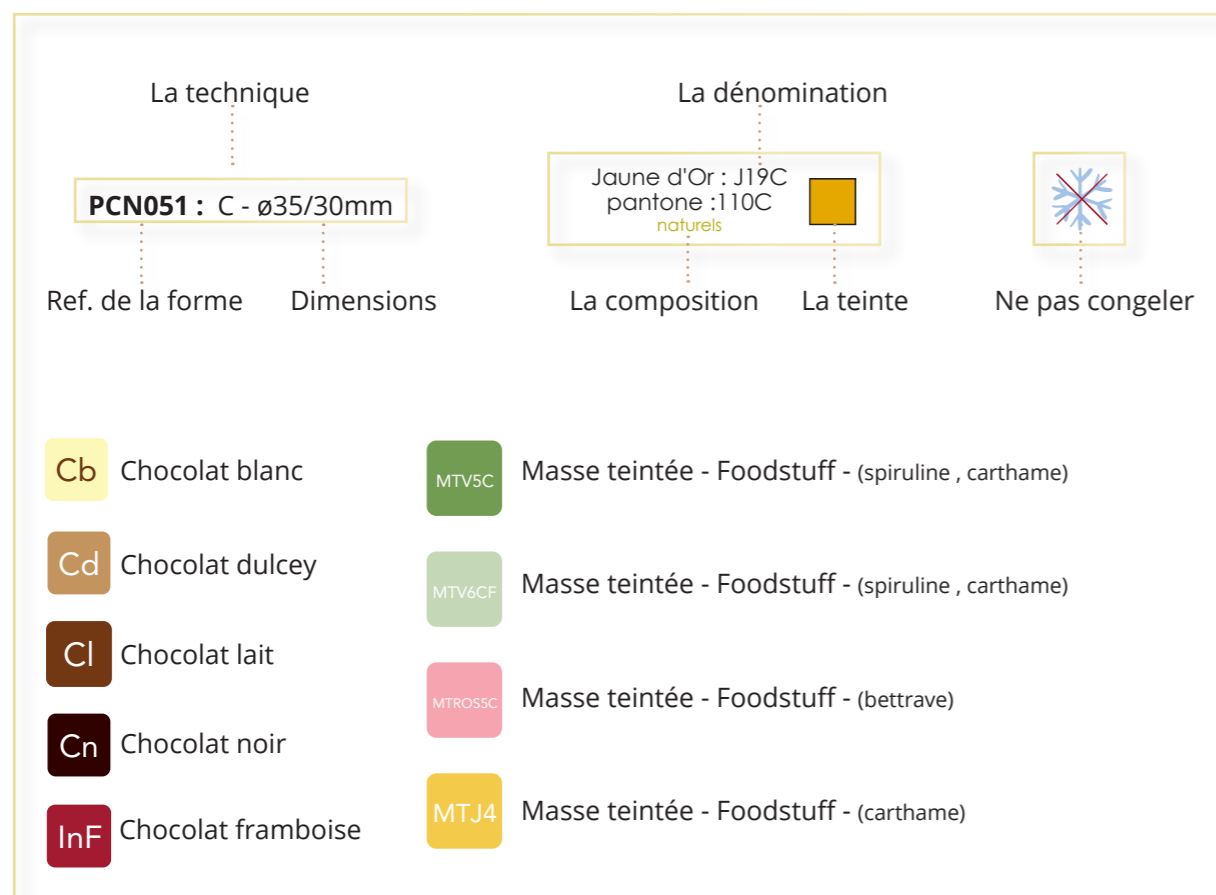 La technique
La dénomination
PCN051 : C - ø35/30mm
Jaune d'Or : J19C
pantone :110C
naturels
Ref. de la forme
Dimensions
La composition
La teinte
Ne pas congeler
Cb Chocolat blanc
MTV5C Masse teintée - Foodstuff - (spiruline , carthame)
Cd Chocolat dulcey
MTV6CF Masse teintée - Foodstuff - (spiruline , carthame)
Cl Chocolat lait
MTROS5C Masse teintée - Foodstuff - (bettrave)
Cn Chocolat noir
MTJ4 Masse teintée - Foodstuff - (carthame)
InF Chocolat framboise